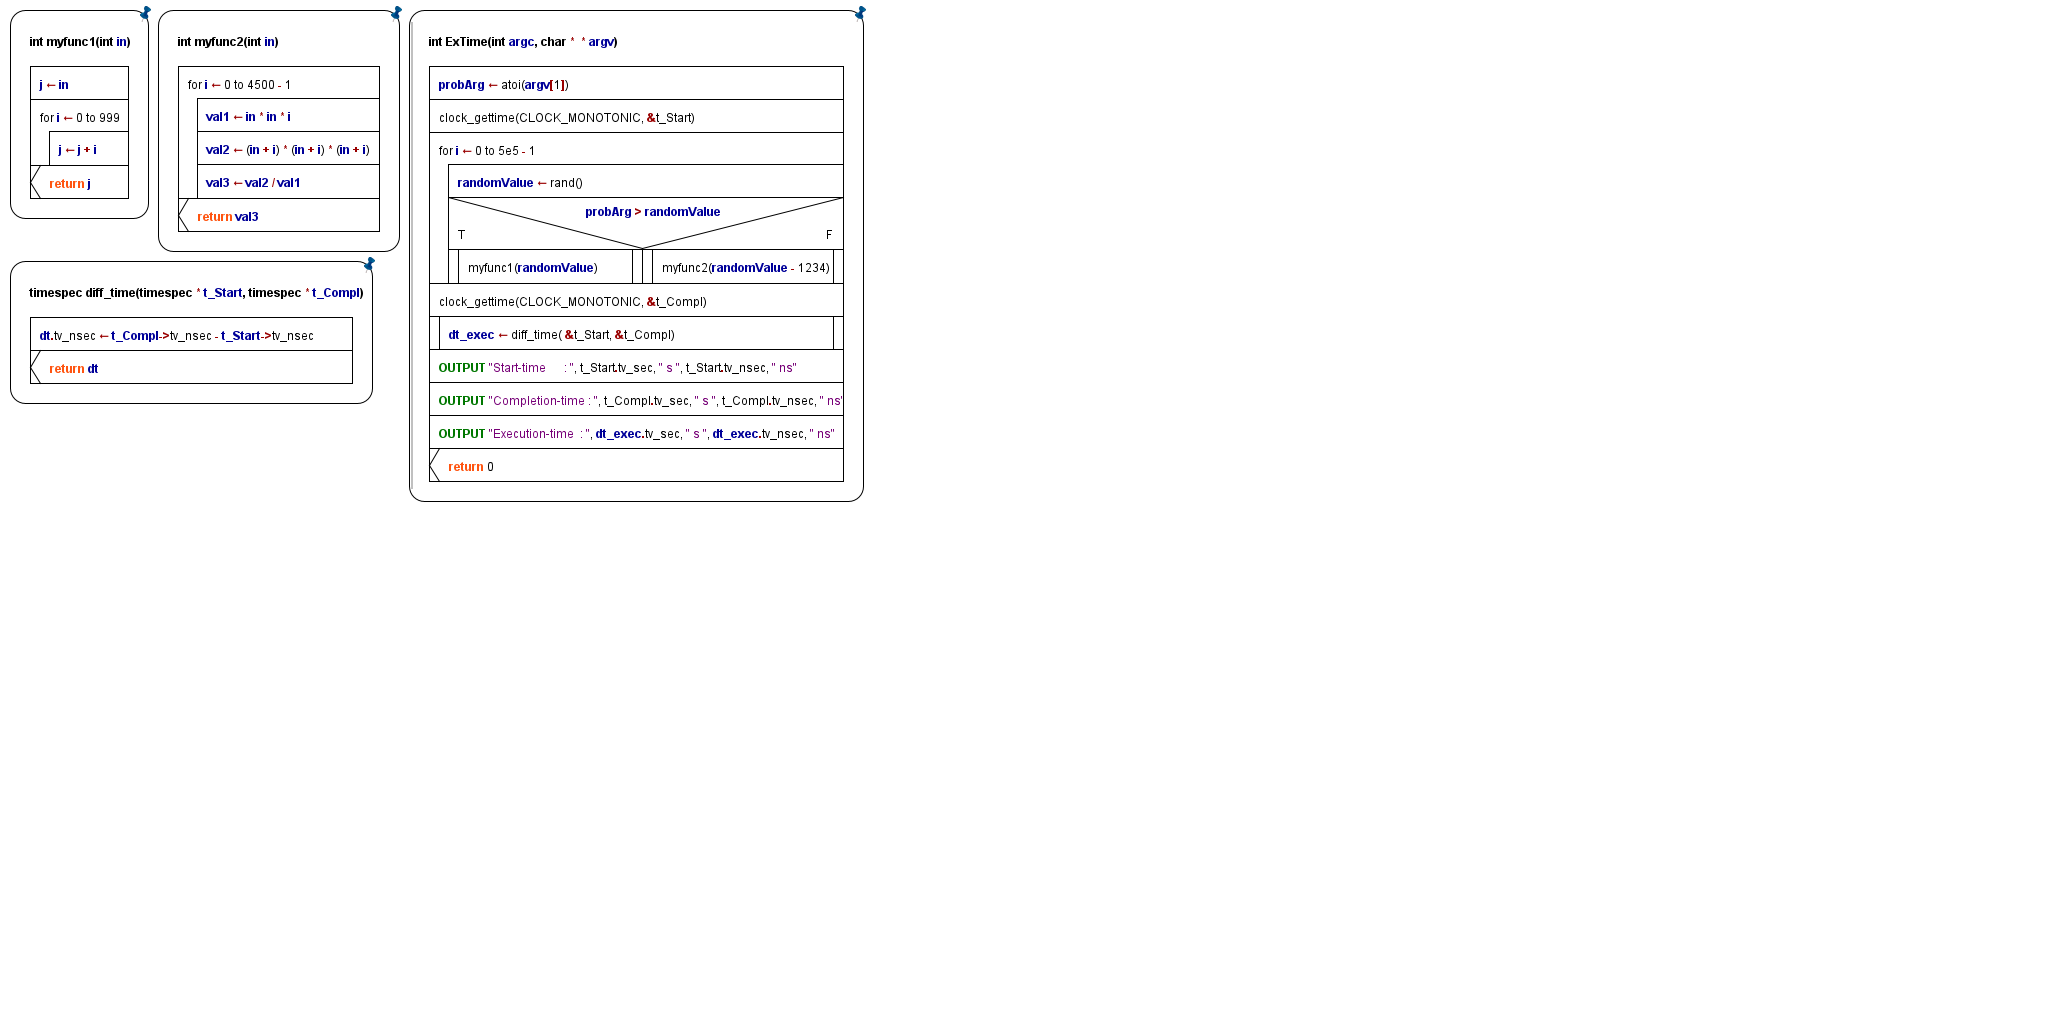 int myfunc1(int in)
j ← in
for i ← 0 to 999
j ← j + i
return j
int myfunc2(int in)
for i ← 0 to 4500 - 1
val1 ← in * in * i
val2 ← (in + i) * (in + i) * (in + i)
val3 ← val2 / val1
return val3
timespec diff_time(timespec * t_Start, timespec * t_Compl)
dt.tv_nsec ← t_Compl->tv_nsec - t_Start->tv_nsec
return dt
int ExTime(int argc, char * * argv)
probArg ← atoi(argv[1])
clock_gettime(CLOCK_MONOTONIC, &t_Start)
for i ← 0 to 5e5 - 1
randomValue ← rand()
probArg > randomValue
T F
myfunc1(randomValue) myfunc2(randomValue - 1234)
clock_gettime(CLOCK_MONOTONIC, &t_Compl)
dt_exec ← diff_time( &t_Start, &t_Compl)
OUTPUT "Start-time : ", t_Start.tv_sec, " s ", t_Start.tv_nsec, " ns"
OUTPUT "Completion-time : ", t_Compl.tv_sec, " s ", t_Compl.tv_nsec, " ns"
OUTPUT "Execution-time : ", dt_exec.tv_sec, " s ", dt_exec.tv_nsec, " ns"
return 0